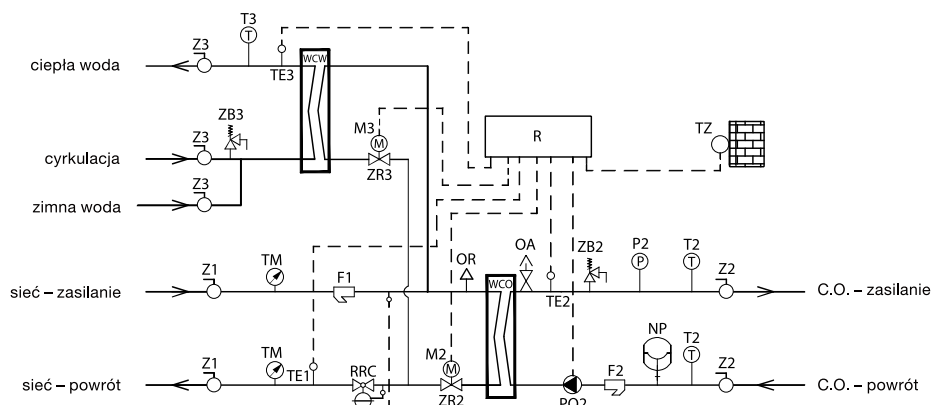 T3
Z3
WCW
ciepła woda
TE3
ZB3
M3
R
TZ
Z3
M
cyrkulacja
ZR3
Z3
zimna woda
OR
OA
ZB2
P2
T2
Z1
TM
F1
Z2
WCO
P
T
sieć – zasilanie
TE2
C.O. – zasilanie
NP
Z1
TM
TE1
RRC
M2
M
T2
Z2
T
sieć – powrót
F2
C.O. – powrót
ZR2
PO2